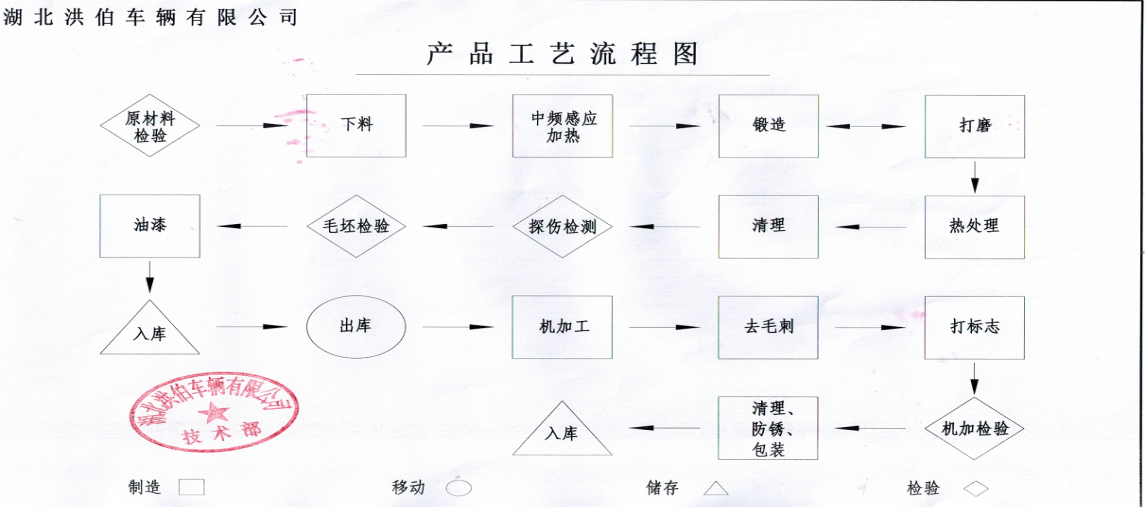 湖北洪伯车辆有限公司
产品工艺流程图
原材料
检验
下料
中频感应
加热
锻造
打磨
油漆
毛坯检验
探伤检测
清理
热处理
入库
出库
机加工
去毛刺
打标志
湖北洪伯车辆有限公司
技术部
入库
清理、
防锈、
包装
机加检验
制造
移动
储存
检验